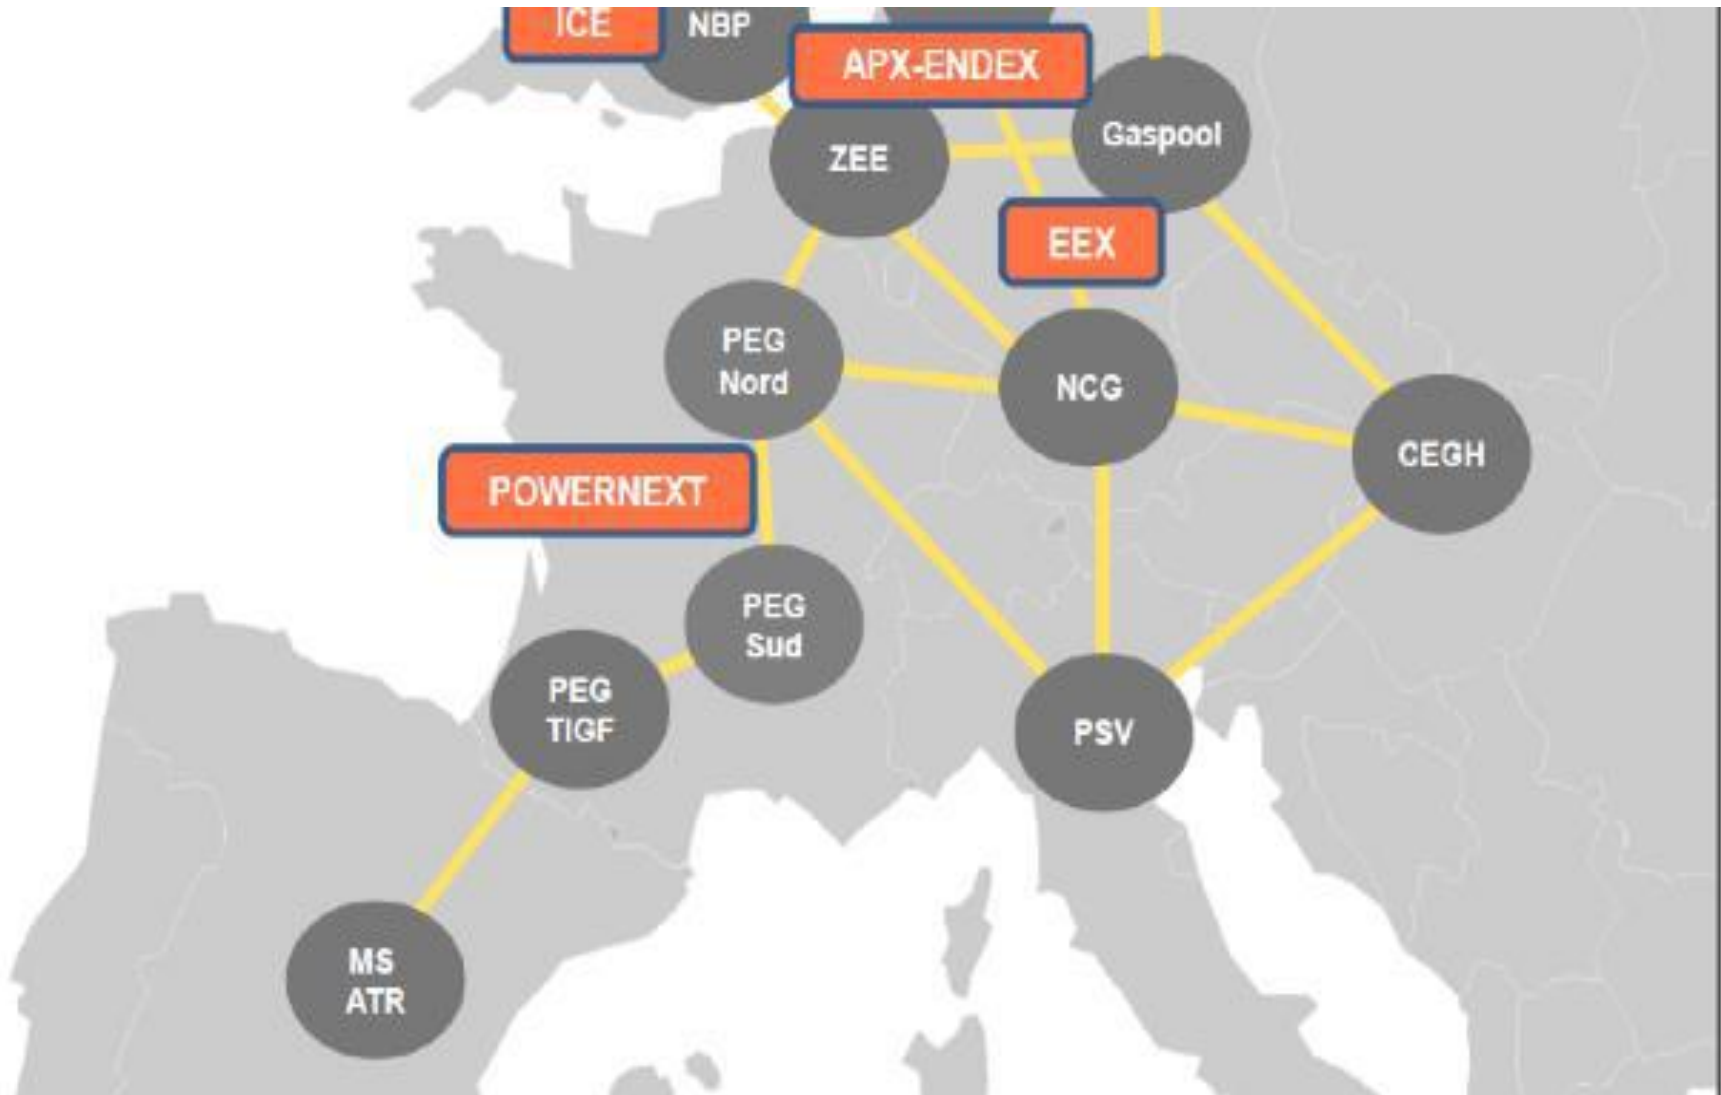 ICE
NBP
APX-ENDEX
Gaspool
ZEE
EEX
PEG
Nord
NCG
CEGH
POWERNEXT
PEG
Sud
PEG
TIGF
PSV
MS
ATR